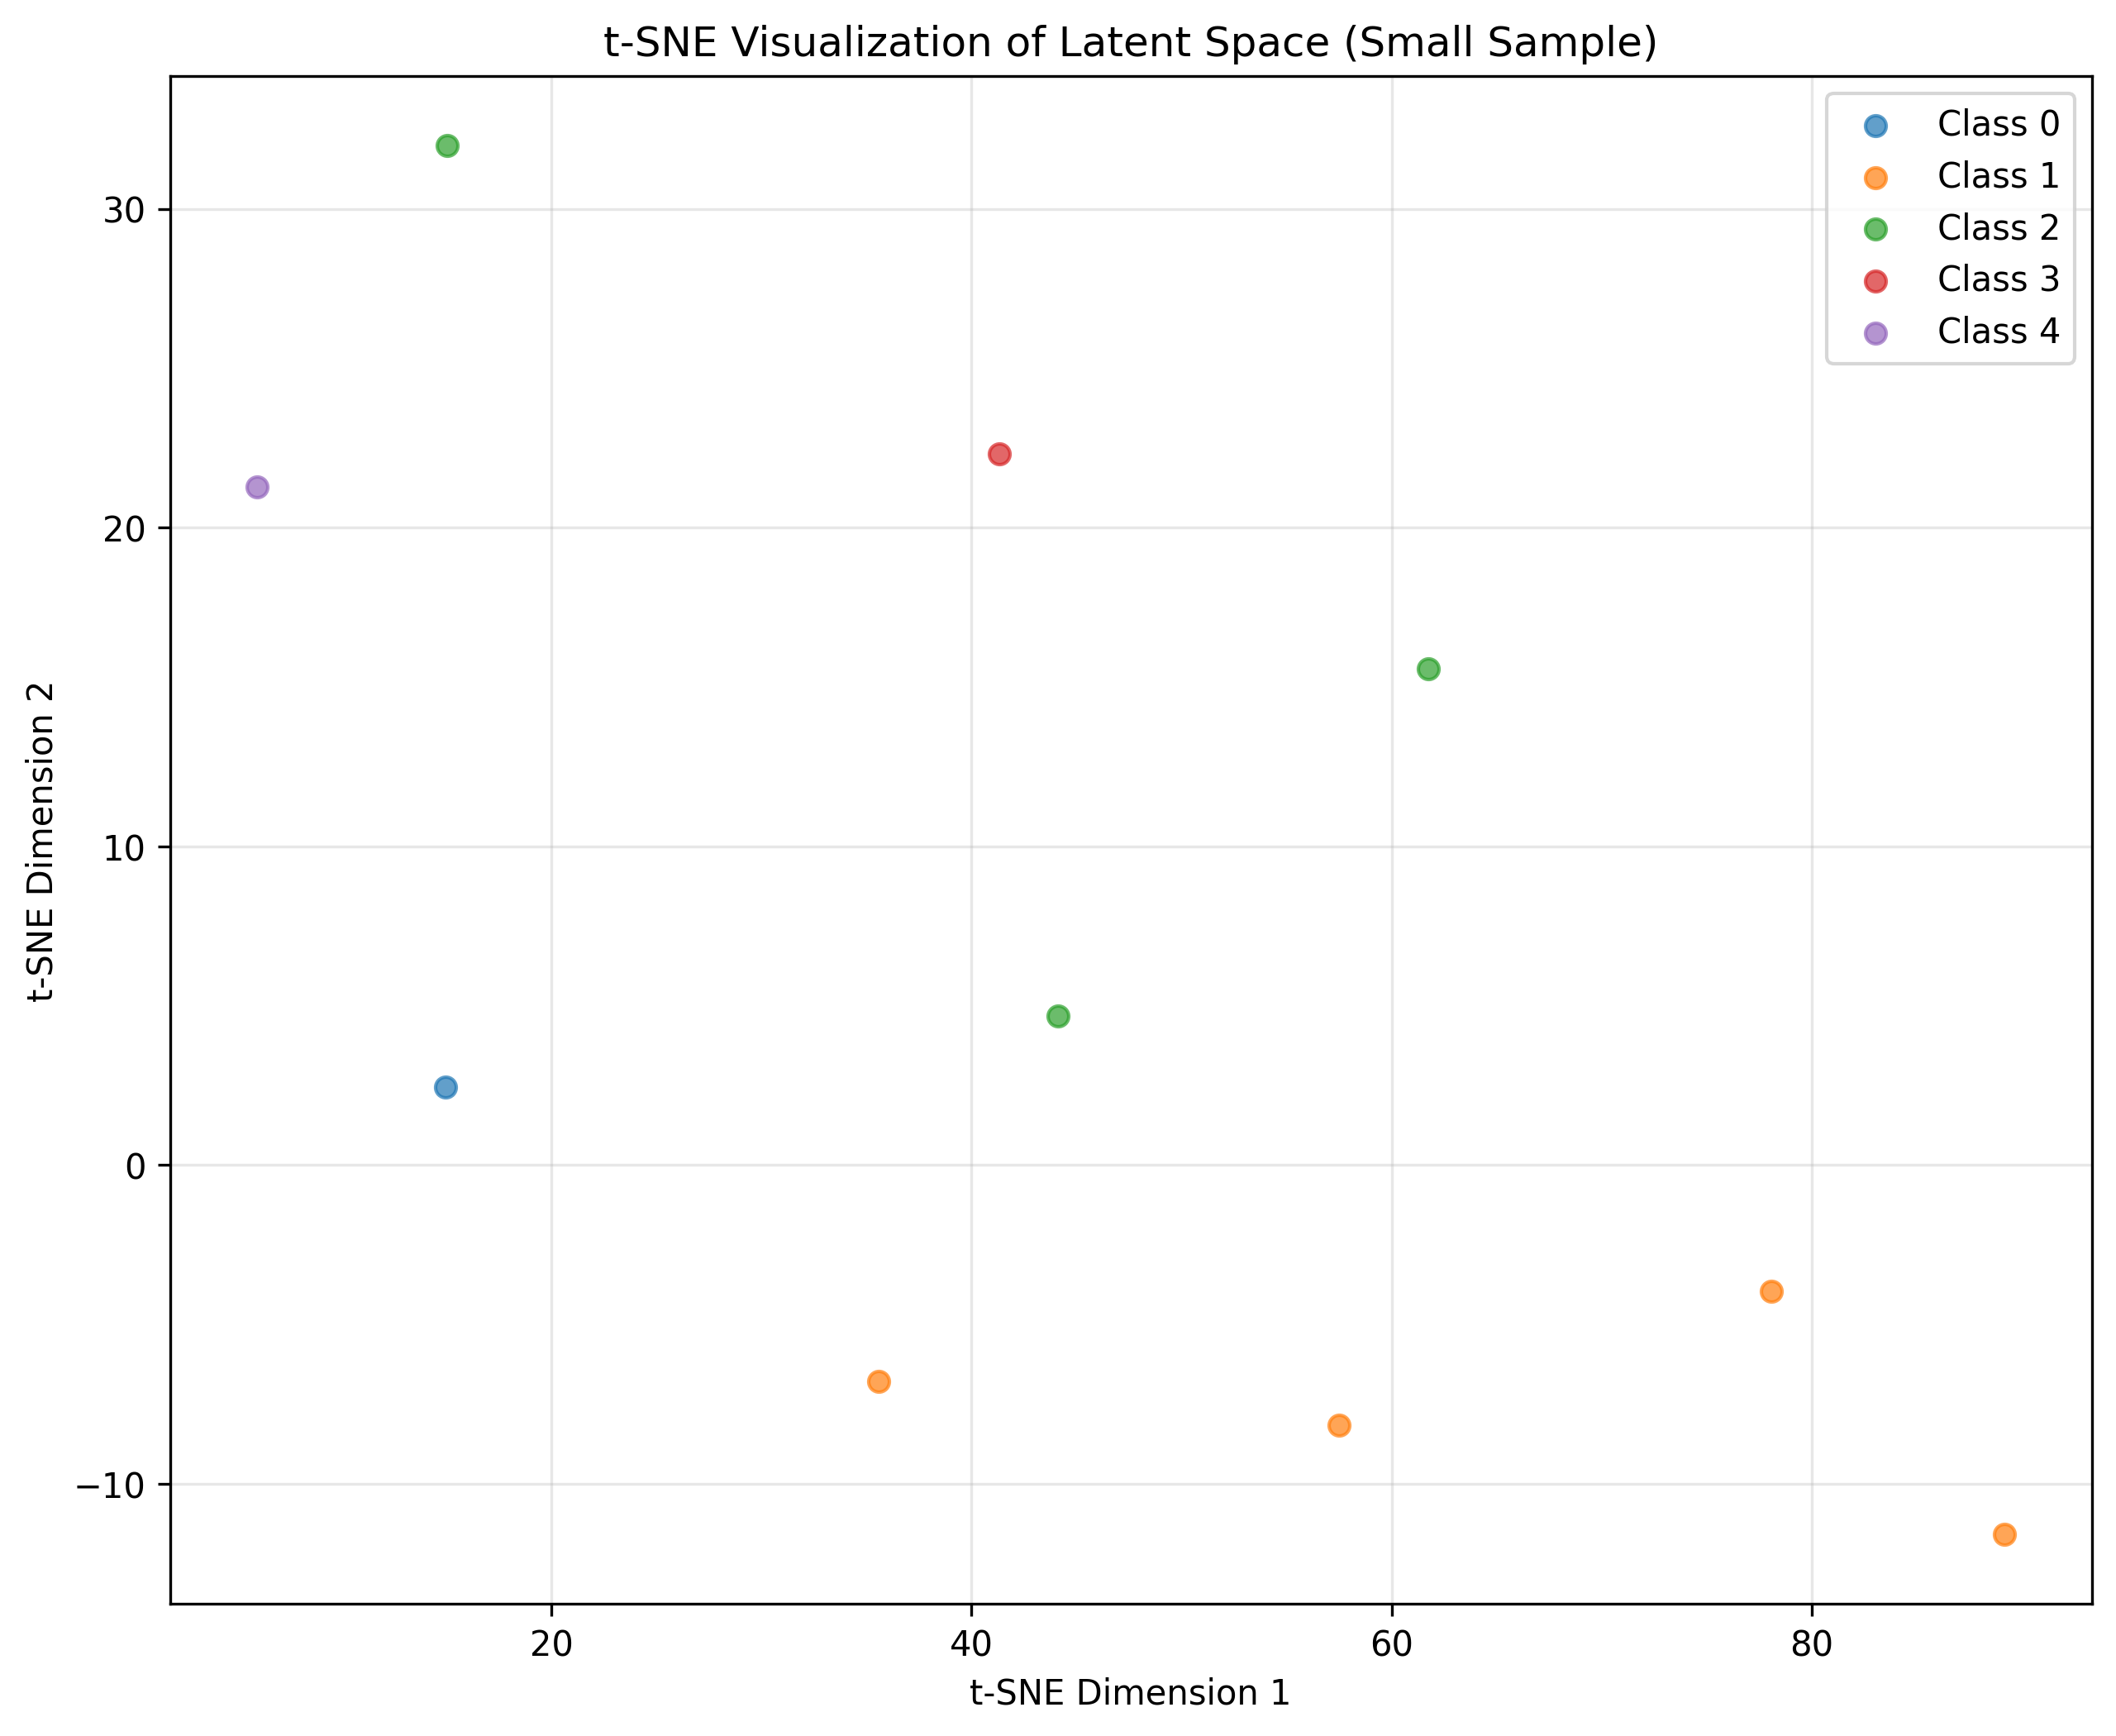 t-SNE Visualization of Latent Space (Small Sample)
Class 0
Class 1
Class 2
Class 3
Class 4
30
20
10
0
−10
t-SNE Dimension 2
20
40
60
80
t-SNE Dimension 1